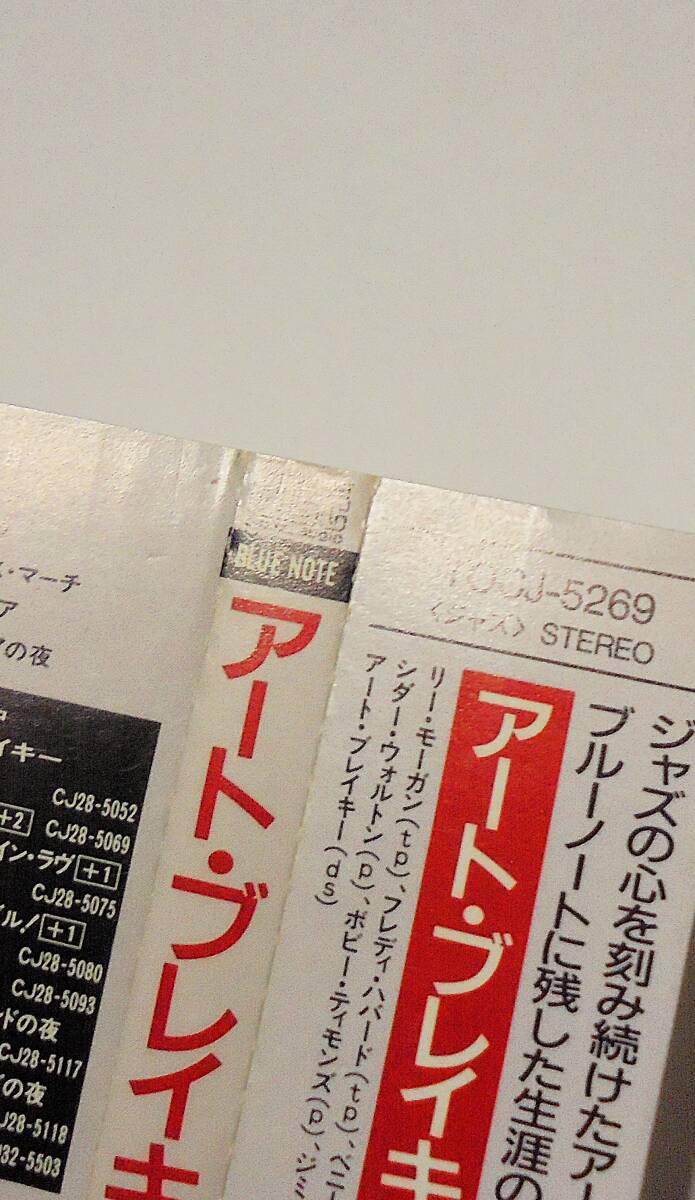 TOCJ-5269
〈ジャズ〉 STEREO
ジャズの心を刻み続けたアー
ブルーノートに残した生涯の
アート・ブレイキ
リー・モーガン(tp)、フレディ・ハバード(tp)、ベニー
シダー・ウォルトン(p)、ボビー・ティモンズ(p)、ジミ
アート・ブレイキー(ds)
BLUE NOTE
アート・ブレイキ
ス・マーチ
ア
アの夜
イキー
CJ28-5052
+2 CJ28-5069
イン・ラヴ +1
CJ28-5075
イル! +1
CJ28-5080
CJ28-5093
ドの夜
CJ28-5117
の夜
J28-5118
32-5503